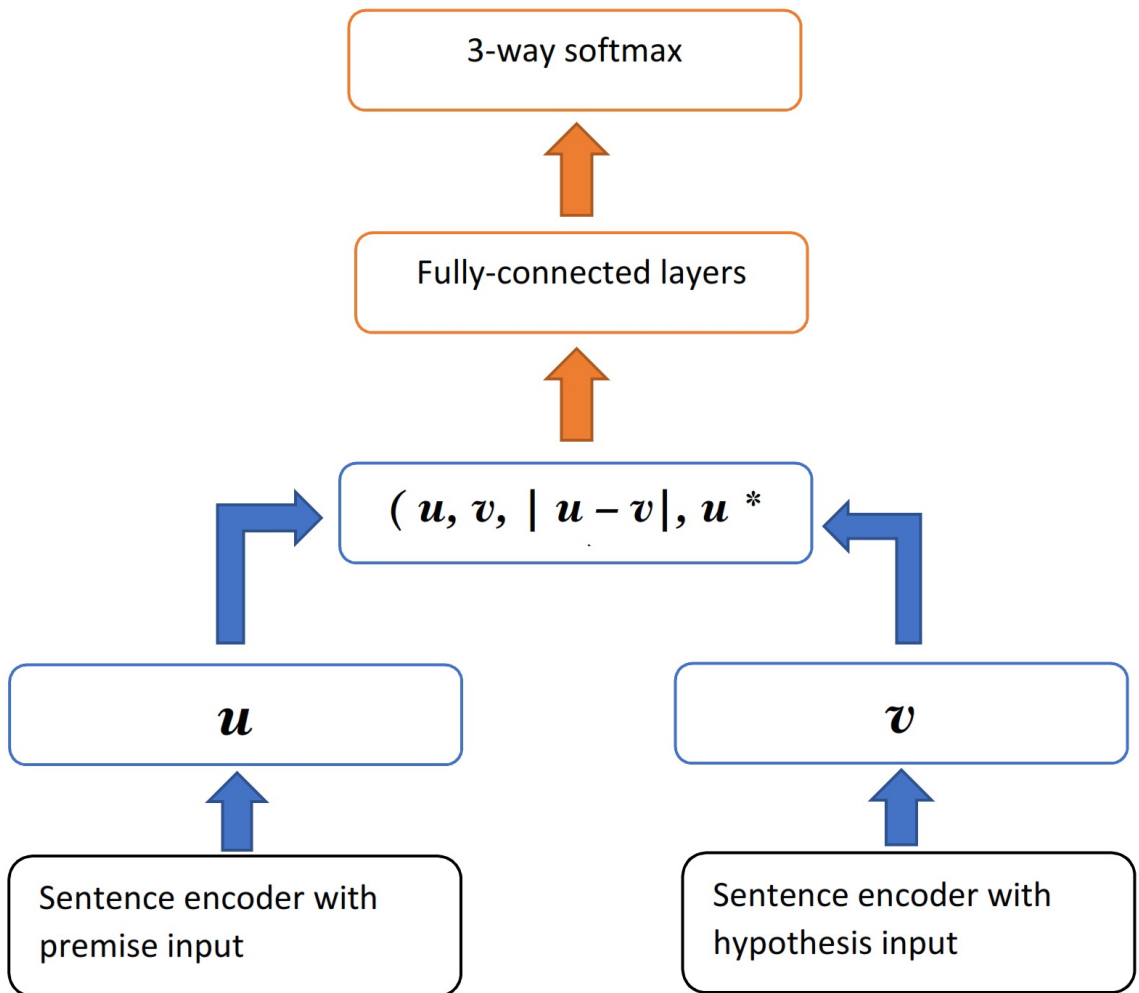 3-way softmax
Fully-connected layers
( u, v, | u – v|, u *
u
v
Sentence encoder with
premise input
Sentence encoder with
hypothesis input